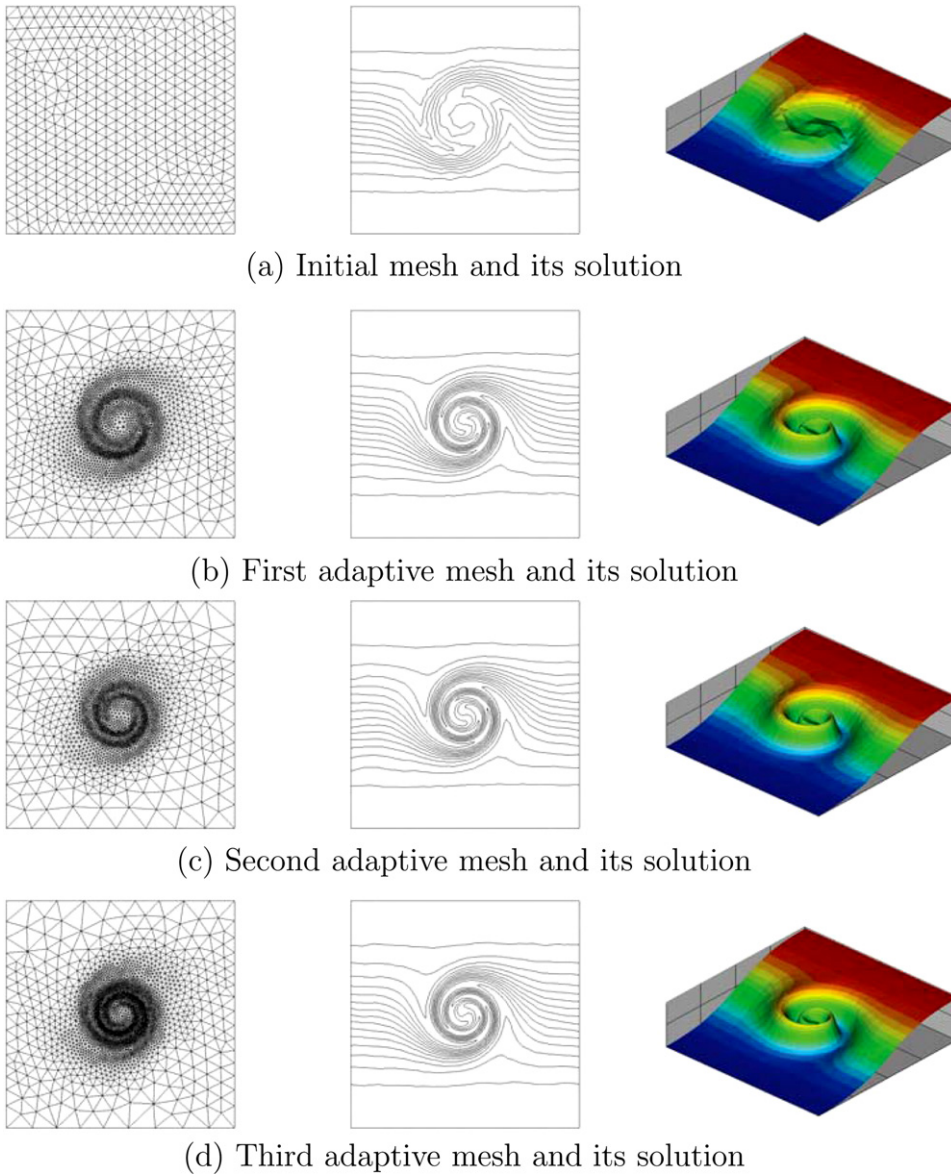 (a) Initial mesh and its solution
(b) First adaptive mesh and its solution
(c) Second adaptive mesh and its solution
(d) Third adaptive mesh and its solution